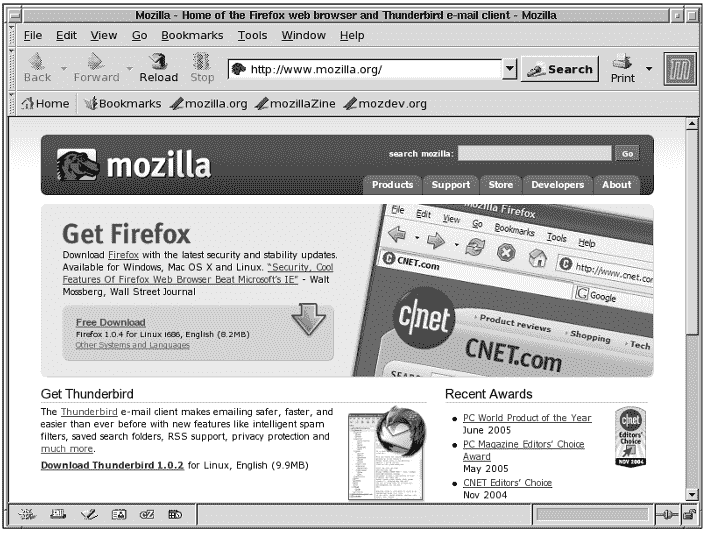 Mozilla - Home of the Firefox web browser and Thunderbird e-mail client - Mozilla
File Edit View Go Bookmarks Tools Window Help
Back Forward Reload Stop http://www.mozilla.org/ Search Print
Home Bookmarks mozilla.org mozillaZine mozdev.org
mozilla
search mozilla: Go
Products Support Store Developers About
Get Firefox
Download Firefox with the latest security and stability updates.
Available for Windows, Mac OS X and Linux. "Security, Cool
Features Of Firefox Web Browser Beat Microsoft's IE" - Walt
Mossberg, Wall Street Journal
Free Download
Firefox 1.0.4 for Linux i686, English (8.2MB)
Other Systems and Languages
Mozilla Firefox
File Edit View Go Bookmarks Tools Help
http://www.cnet.com
CNET.com
Google
c|net
Product reviews Shopping Tech
CNET.com
Get Thunderbird
The Thunderbird e-mail client makes emailing safer, faster, and
easier than ever before with new features like intelligent spam
filters, saved search folders, RSS support, privacy protection and
much more.
Download Thunderbird 1.0.2 for Linux, English (9.9MB)
Recent Awards
PC World Product of the Year
June 2005
PC Magazine Editors' Choice
Award
May 2005
CNET Editors' Choice
Nov 2004
c|net
Editors'
Choice
NOV 2004